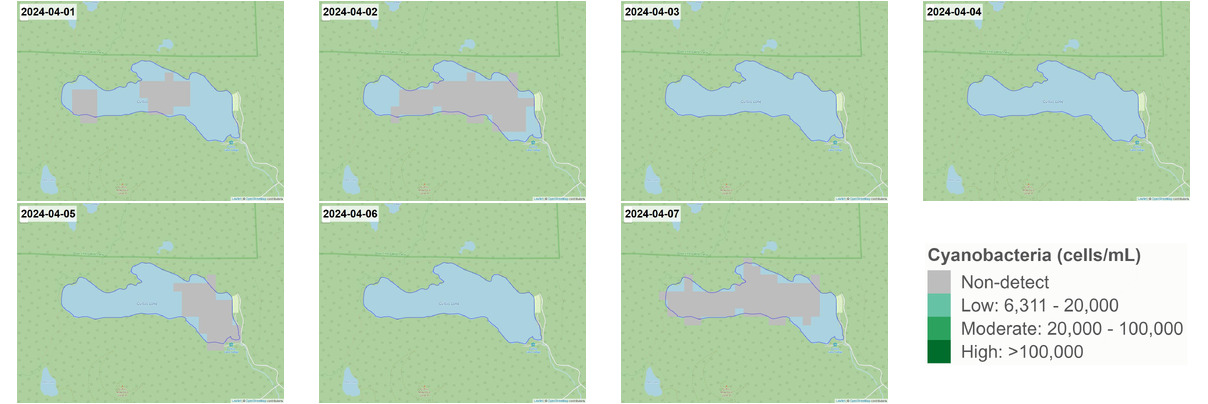 2024-04-01
2024-04-02
2024-04-03
2024-04-04
2024-04-05
2024-04-06
2024-04-07
Cyanobacteria (cells/mL)
Non-detect
Low: 6,311 - 20,000
Moderate: 20,000 - 100,000
High: >100,000